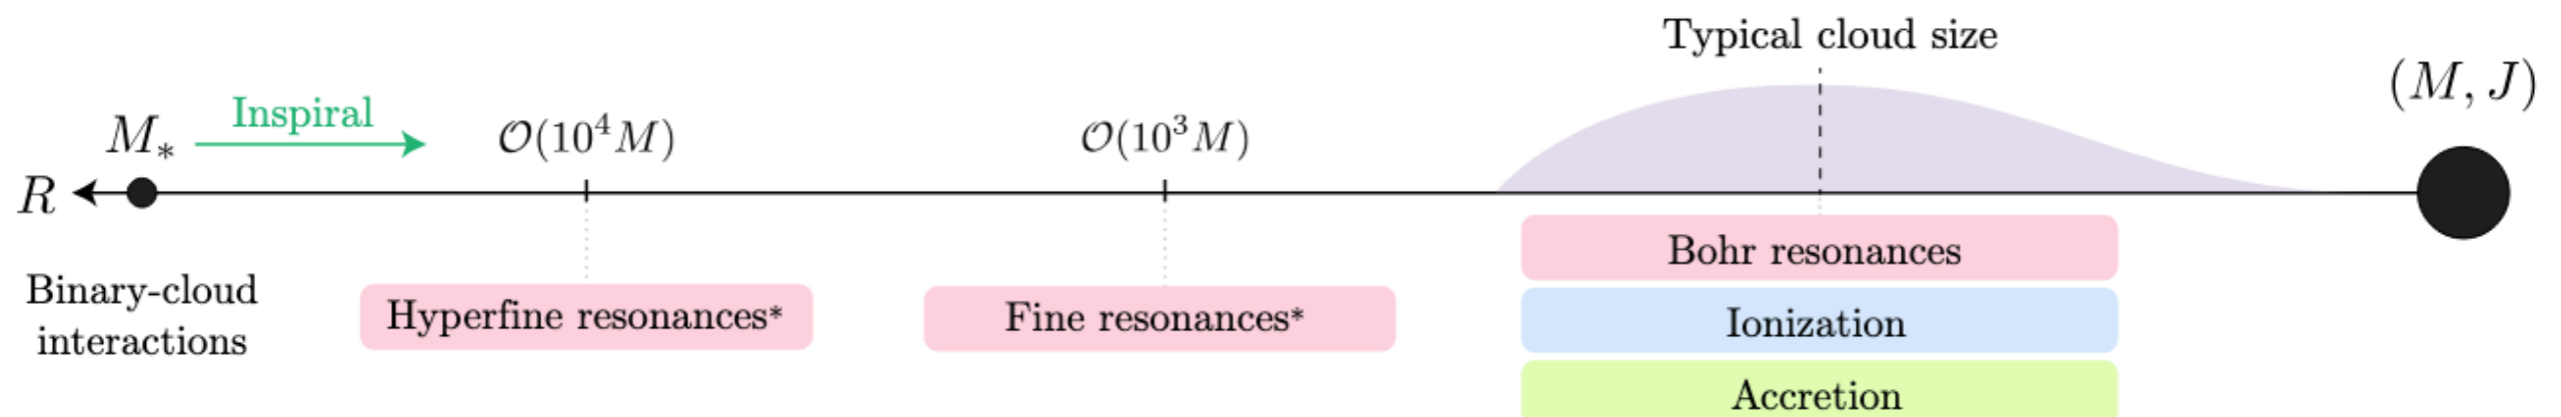 Typical cloud size
(M, J)
Inspiral
M_*
O(10^4 M)
O(10^3 M)
R
Bohr resonances
Binary-cloud
interactions
Hyperfine resonances*
Fine resonances*
Ionization
Accretion